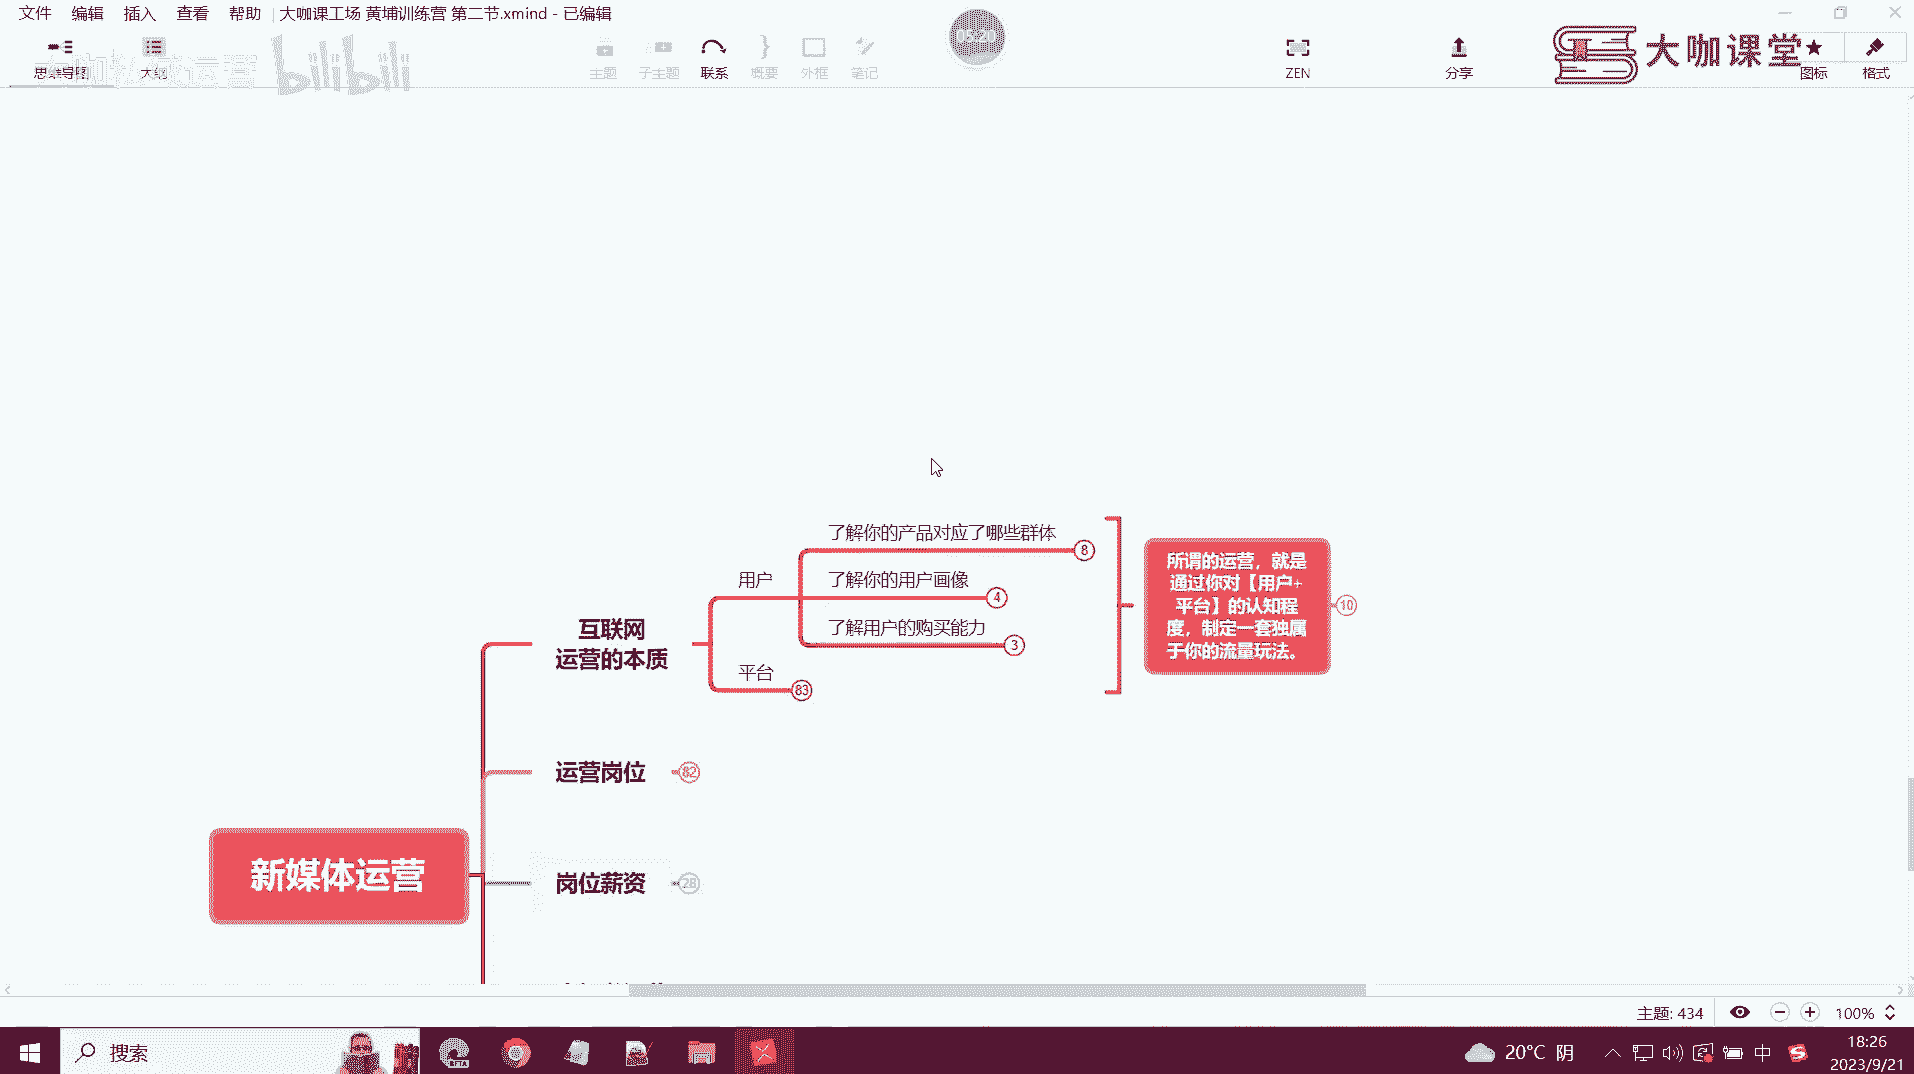 文件 编辑 插入 查看 帮助 大咖课工场 黄埔训练营 第二节.xmind - 已编辑
05:20
bilibili
大咖课堂
思维导图 大纲 主题 子主题 联系 概要 外框 笔记 ZEN 分享 图标 格式
了解你的产品对应了哪些群体 8
用户
了解你的用户画像 4
了解用户的购买能力 3
平台 83
互联网
运营的本质
所谓的运营，就是
通过你对【用户+
平台】的认知程
度，制定一套独属
于你的流量玩法。
10
运营岗位 82
新媒体运营
岗位薪资 28
主题: 434
100%
搜索
BETA
20°C 阴
中
18:26
2023/9/21